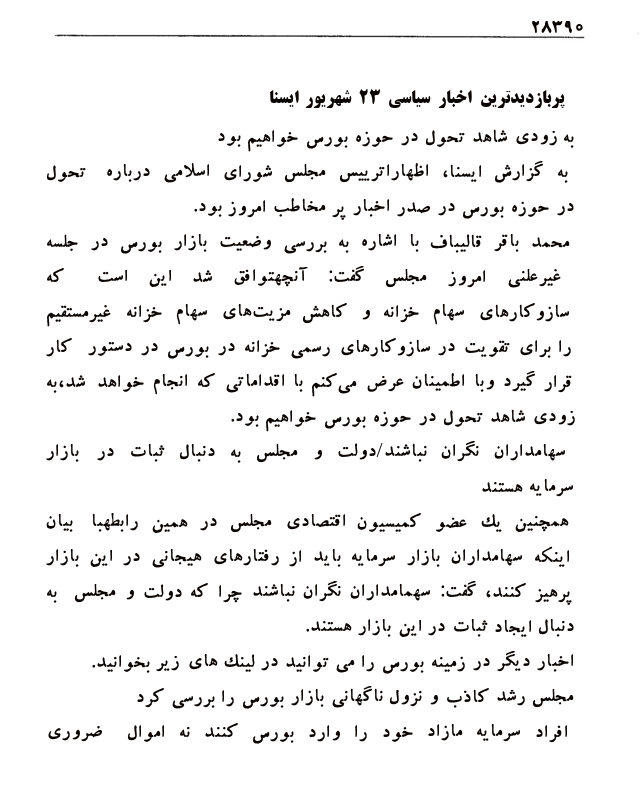 ۲۸۳۹۰
پربازدیدترین اخبار سیاسی ۲۳ شهریور ایسنا
به زودی شاهد تحول در حوزه بورس خواهیم بود
به گزارش ایسنا، اظهاراترییس مجلس شورای اسلامی درباره تحول
در حوزه بورس در صدر اخبار پر مخاطب امروز بود.
محمد باقر قالیباف با اشاره به بررسی وضعیت بازار بورس در جلسه
غیرعلنی امروز مجلس گفت: آنچهتوافق شد این است که
سازوکارهای سهام خزانه و کاهش مزیت‌های سهام خزانه غیرمستقیم
را برای تقویت در سازوکارهای رسمی خزانه در بورس در دستور کار
قرار گیرد وبا اطمینان عرض می‌کنم با اقداماتی که انجام خواهد شد،به
زودی شاهد تحول در حوزه بورس خواهیم بود.
سهامداران نگران نباشند/دولت و مجلس به دنبال ثبات در بازار
سرمایه هستند
همچنین یك عضو کمیسیون اقتصادی مجلس در همین رابطهبا بیان
اینکه سهامداران بازار سرمایه باید از رفتارهای هیجانی در این بازار
پرهیز کنند، گفت: سهمامداران نگران نباشند چرا که دولت و مجلس به
دنبال ایجاد ثبات در این بازار هستند.
اخبار دیگر در زمینه بورس را می توانید در لینك های زیر بخوانید.
مجلس رشد کاذب و نزول ناگهانی بازار بورس را بررسی کرد
افراد سرمایه مازاد خود را وارد بورس کنند نه اموال ضروری